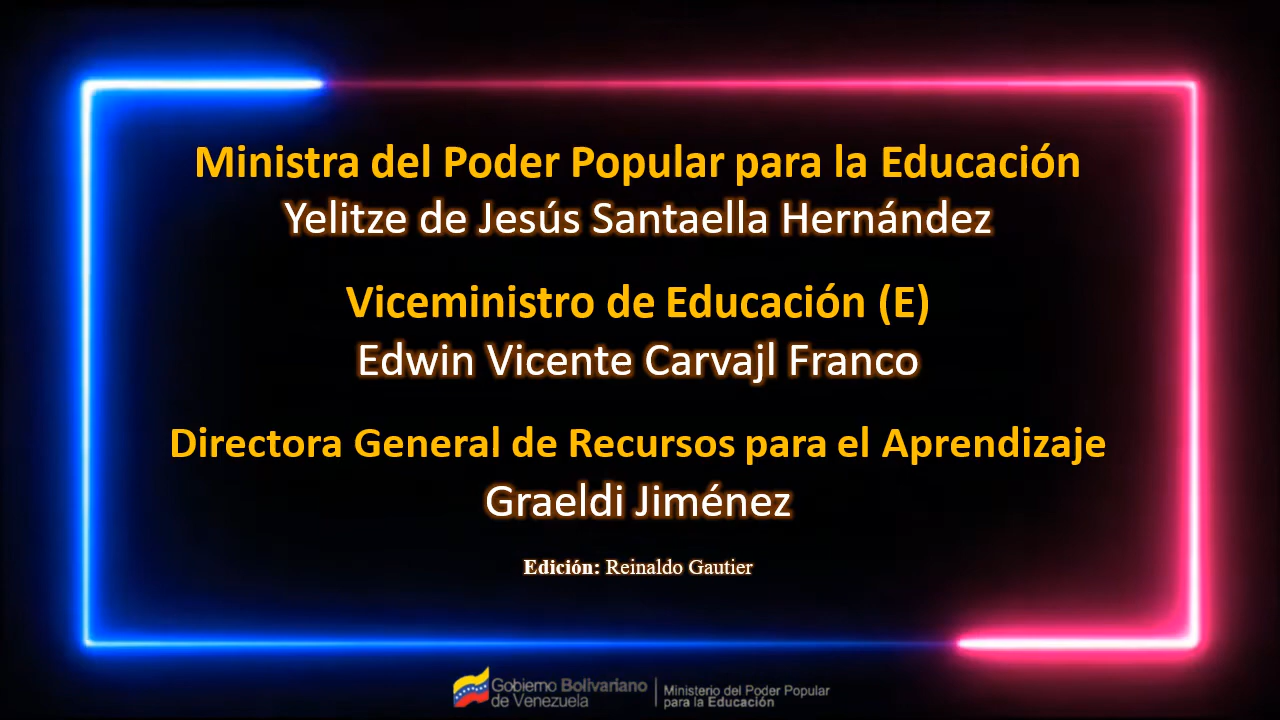 Ministra del Poder Popular para la Educación
Yelitze de Jesús Santaella Hernández
Viceministro de Educación (E)
Edwin Vicente Carvajl Franco
Directora General de Recursos para el Aprendizaje
Graeldi Jiménez
Edición: Reinaldo Gautier
Gobierno Bolivariano
de Venezuela
Ministerio del Poder Popular
para la Educación